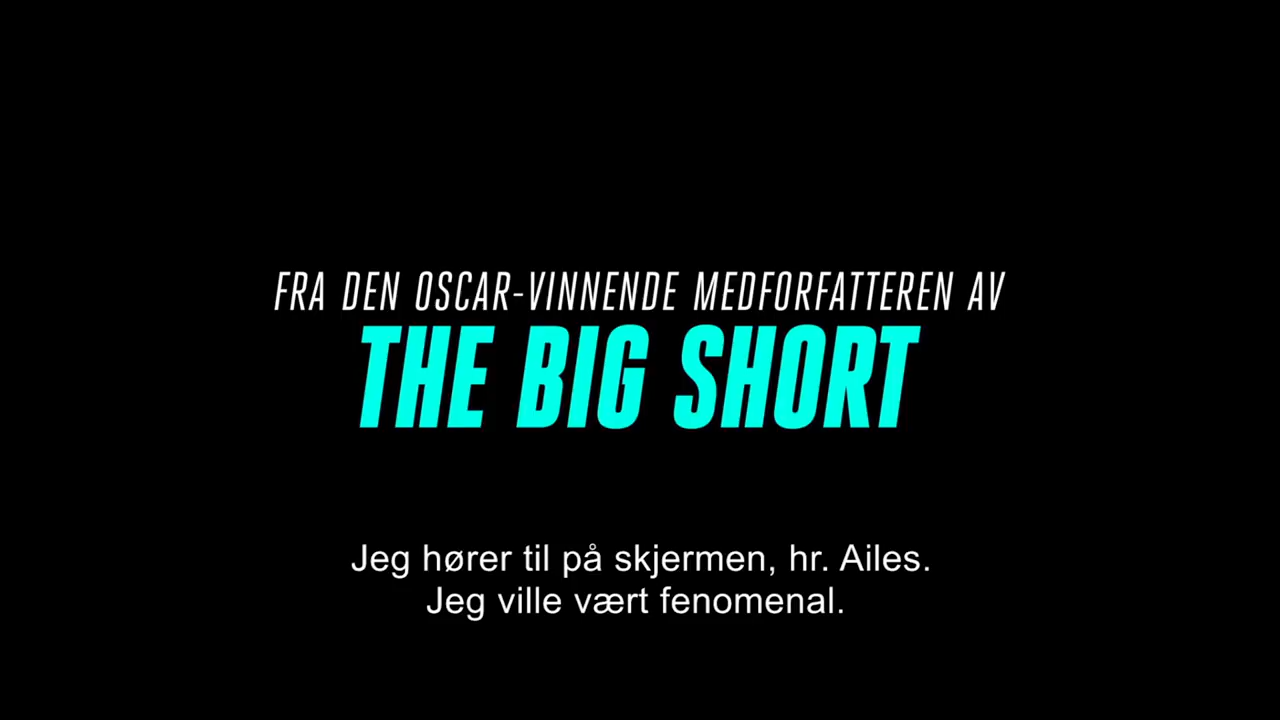 FRA DEN OSCAR-VINNENDE MEDFORFATTEREN AV
THE BIG SHORT
Jeg hører til på skjermen, hr. Ailes.
Jeg ville vært fenomenal.